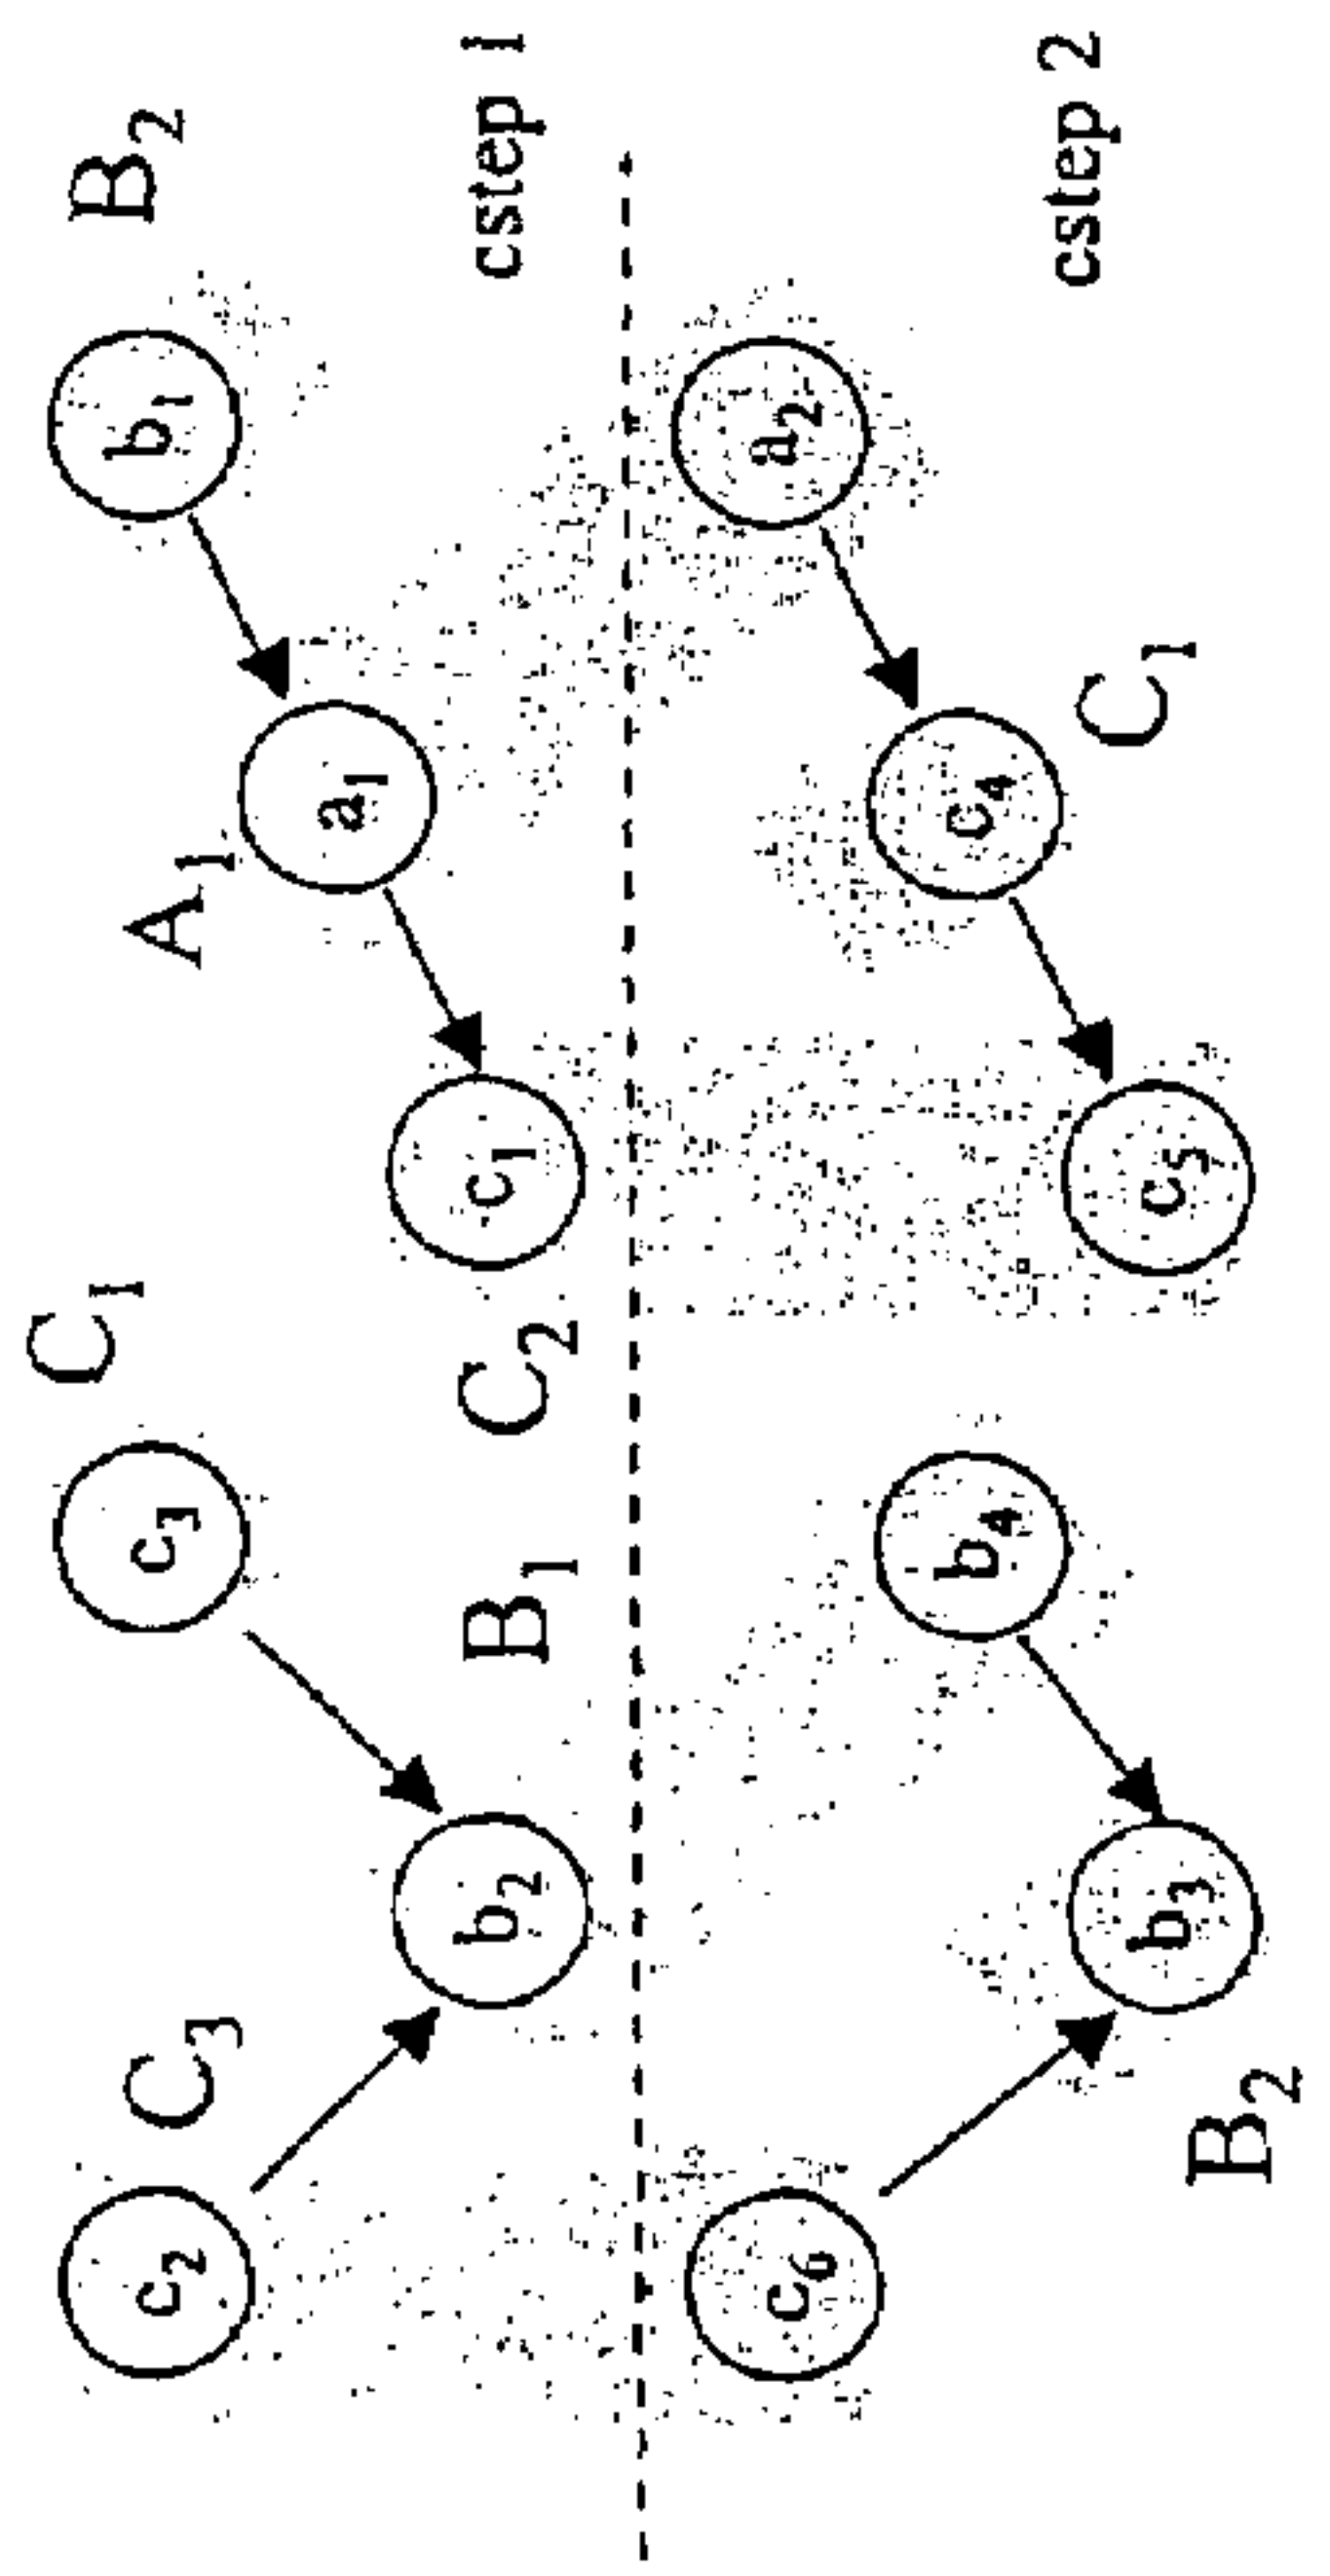 c₂ C₃ c₃ C₁ A₁ b₁ B₂
a₁
b₂ B₁ C₂ c₁ cstep 1
c₆ a₂
b₄ c₄ cstep 2
B₂ b₃ c₅ C₁